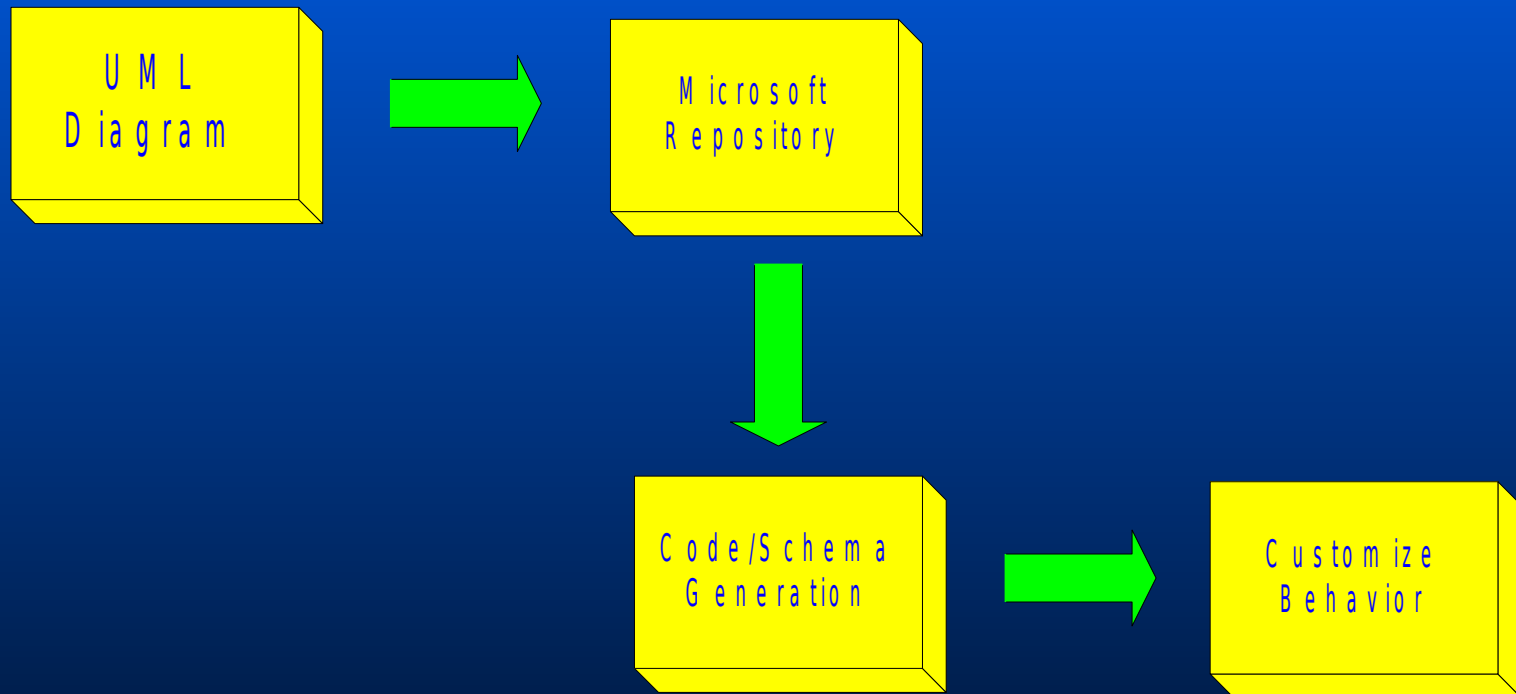 UML
Diagram
Microsoft
Repository
Code/Schema
Generation
Customize
Behavior